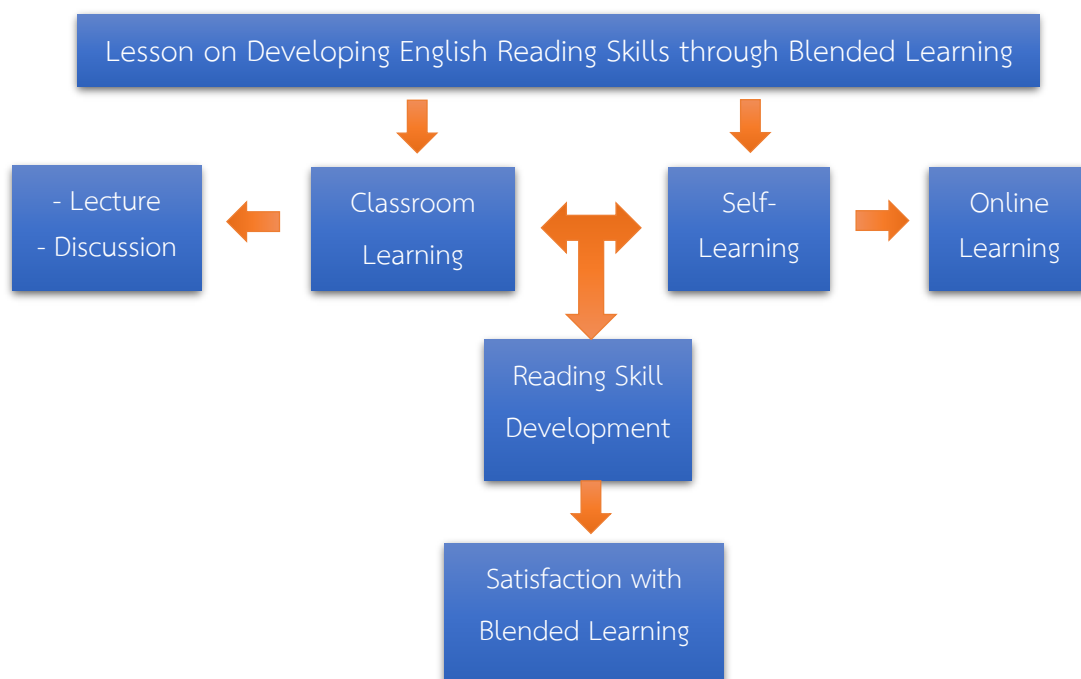 Lesson on Developing English Reading Skills through Blended Learning
- Lecture
- Discussion
Classroom
Learning
Self-
Learning
Online
Learning
Reading Skill
Development
Satisfaction with
Blended Learning